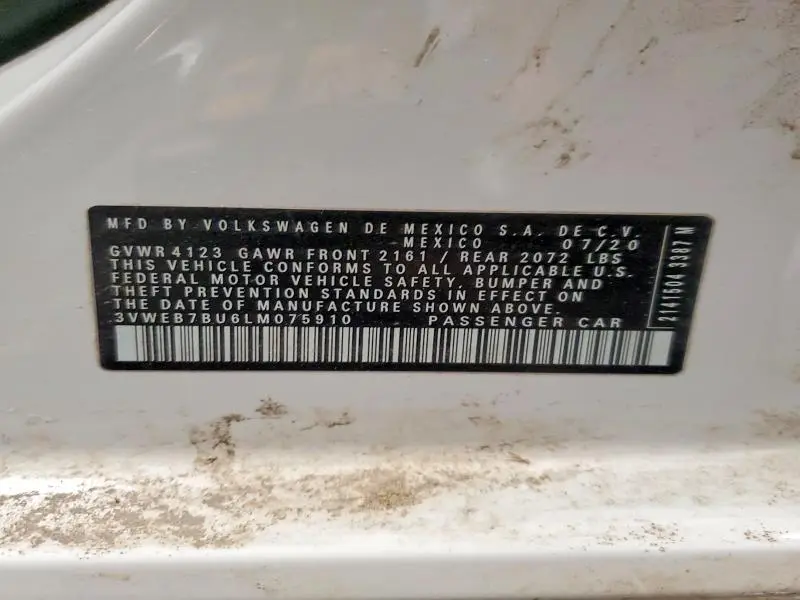 MFD BY VOLKSWAGEN DE MEXICO S.A. DE C.V.
MEXICO 07/20
GVWR 4123 GAWR FRONT 2161 / REAR 2072 LBS
THIS VEHICLE CONFORMS TO ALL APPLICABLE U.S.
FEDERAL MOTOR VEHICLE SAFETY, BUMPER AND
THEFT PREVENTION STANDARDS IN EFFECT ON
THE DATE OF MANUFACTURE SHOWN ABOVE.
3VWEB7BU6LM075910 PASSENGER CAR
2141504 3387 M